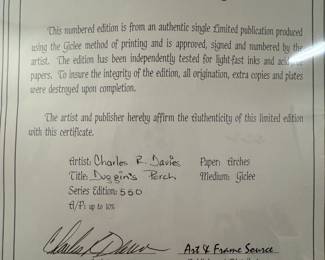 This numbered edition is from an authentic single limited publication produced
using the Giclee method of printing and is approved, signed and numbered by the
artist. The edition has been independently tested for light-fast inks and acid
papers. To insure the integrity of the edition, all origination, extra copies and plates
were destroyed upon completion.
The artist and publisher hereby affirm the Authenticity of this limited edition
with this certificate.
Artist: Charles R. Davies Paper: Arches
Title: Duggin's Perch Medium: Giclee
Series Edition: 550
A/P: up to 10%
Art & Frame Source